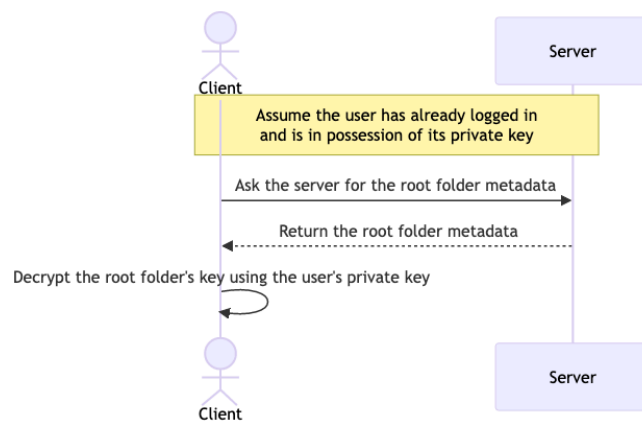 Client
Server
Assume the user has already logged in
and is in possession of its private key
Ask the server for the root folder metadata
Return the root folder metadata
Decrypt the root folder's key using the user's private key
Client
Server